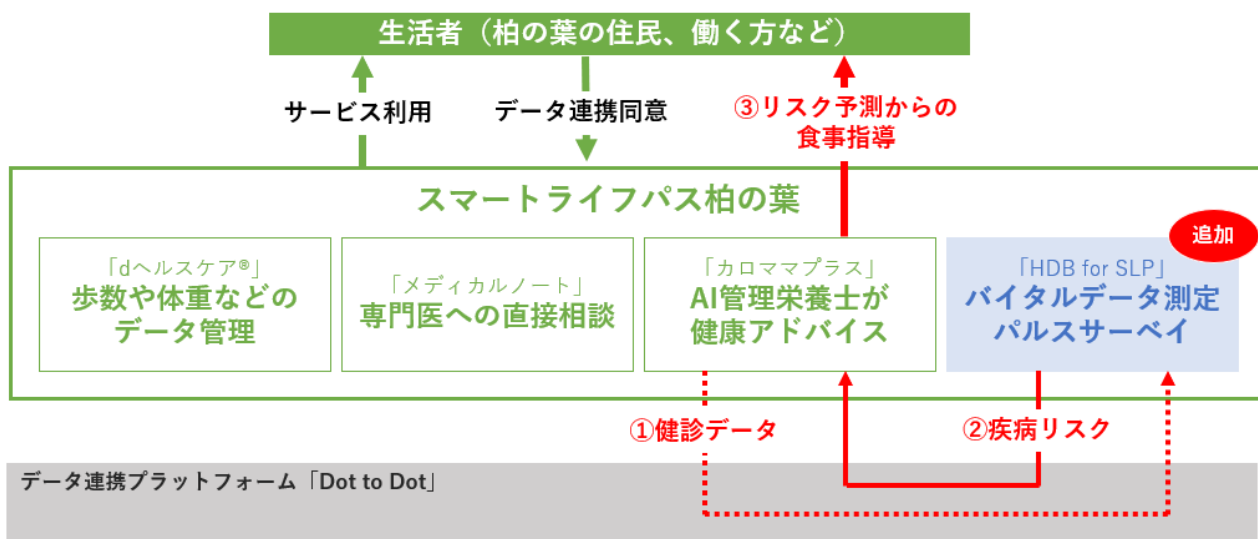 生活者（柏の葉の住民、働く方など）
サービス利用
データ連携同意
③リスク予測からの
食事指導
スマートライフパス柏の葉
追加
「dヘルスケア®」
歩数や体重などの
データ管理
「メディカルノート」
専門医への直接相談
「カロママプラス」
AI管理栄養士が
健康アドバイス
「HDB for SLP」
バイタルデータ測定
パルスサーベイ
①健診データ
②疾病リスク
データ連携プラットフォーム「Dot to Dot」